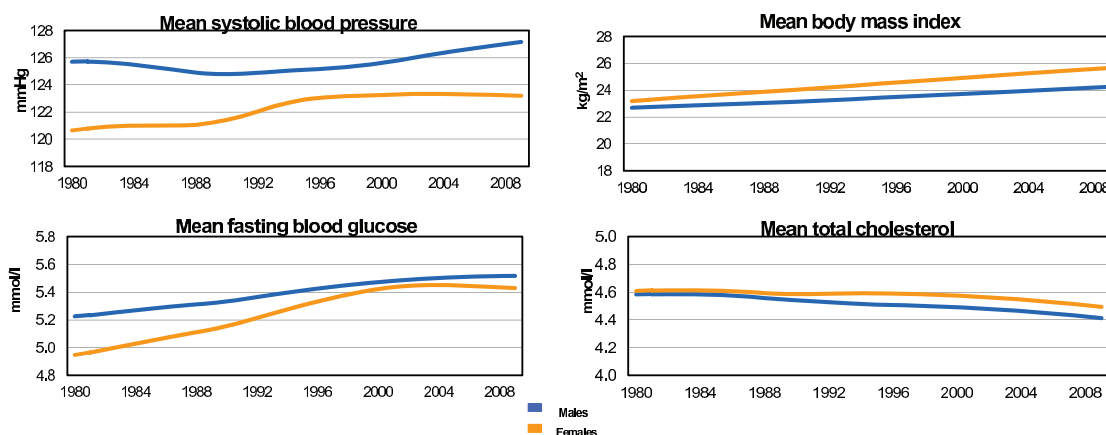 Mean systolic blood pressure
mmHg
128
126
124
122
120
118
1980 1984 1988 1992 1996 2000 2004 2008
Mean body mass index
kg/m²
28
26
24
22
20
18
1980 1984 1988 1992 1996 2000 2004 2008
Mean fasting blood glucose
mmol/l
5.8
5.6
5.4
5.2
5.0
4.8
1980 1984 1988 1992 1996 2000 2004 2008
Mean total cholesterol
mmol/l
5.0
4.8
4.6
4.4
4.2
4.0
1980 1984 1988 1992 1996 2000 2004 2008
Males
Females